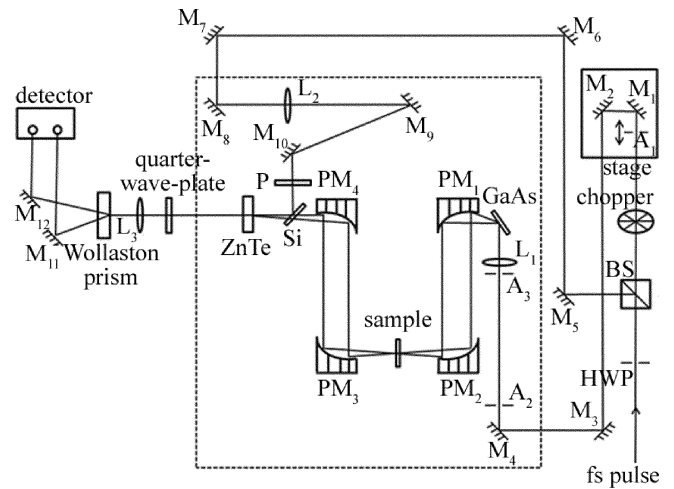 M7
M6
detector
L2
M8
M9
M10
M2
M1
A1
stage
quarter-
wave-plate
P
PM4
PM1
GaAs
chopper
M12
M11
L3
Wollaston
prism
ZnTe
Si
L1
A3
BS
M5
sample
HWP
PM3
PM2
A2
M3
M4
fs pulse